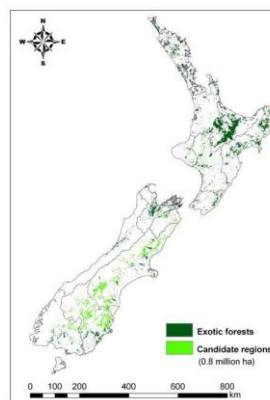 N
W E
S
Exotic forests
Candidate regions
(0.8 million ha)
0 100 200 400 600 800
km